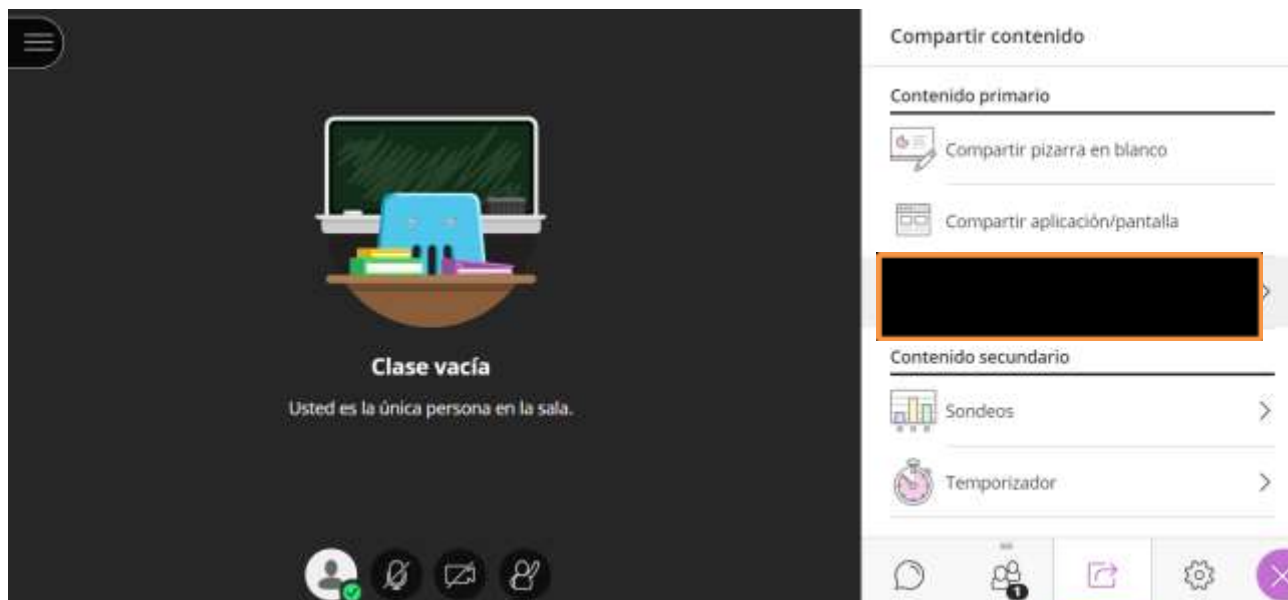 Compartir contenido
Contenido primario
Compartir pizarra en blanco
Compartir aplicación/pantalla
Contenido secundario
Sondeos
Temporizador
Clase vacía
Usted es la única persona en la sala.
1